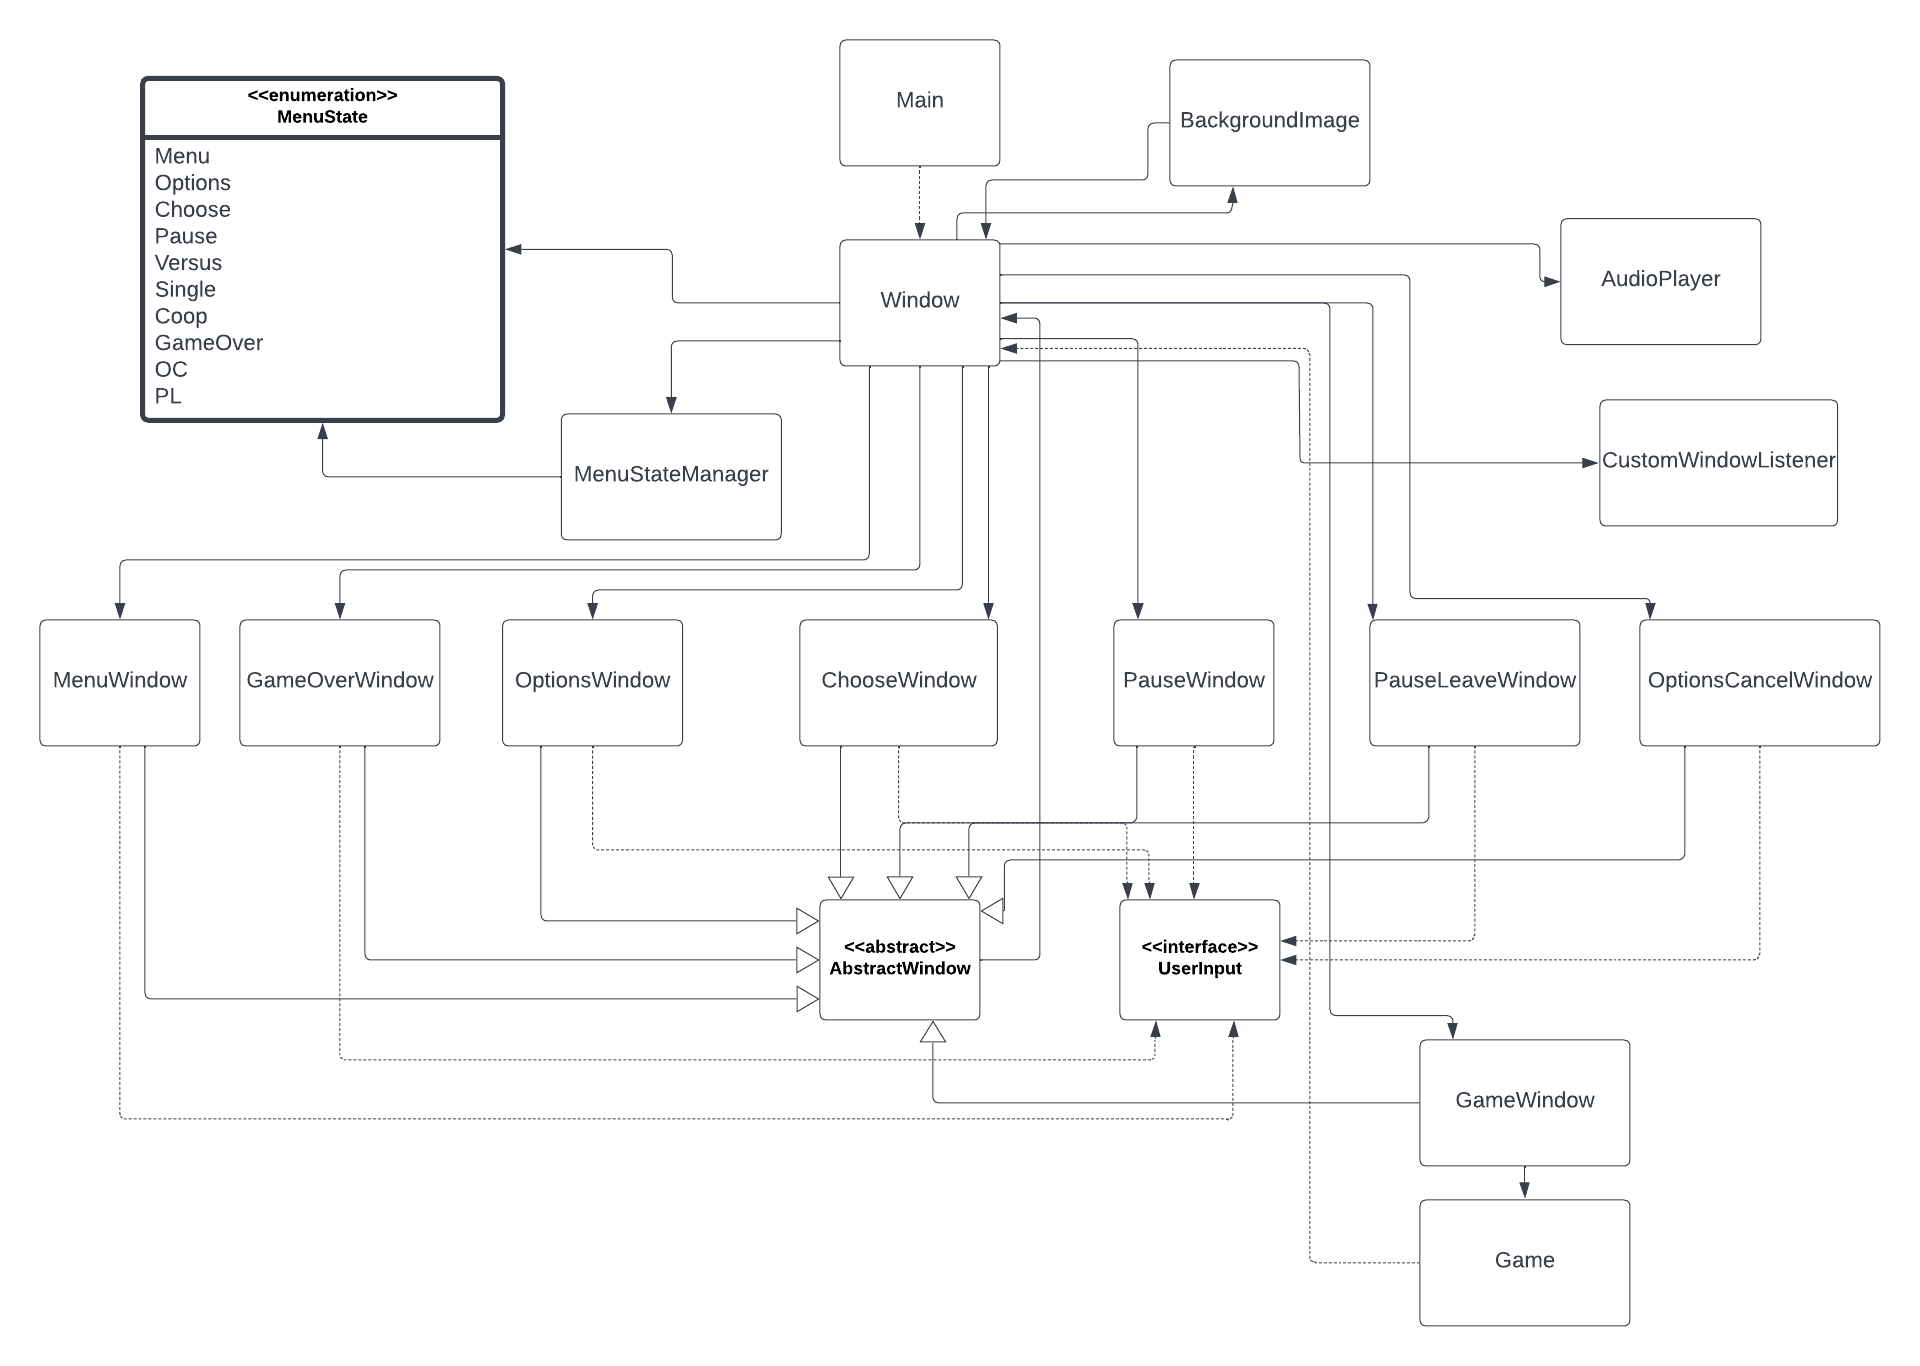 Main
BackgroundImage
<<enumeration>>
MenuState
Menu
Options
Choose
Pause
Versus
Single
Coop
GameOver
OC
PL
AudioPlayer
Window
MenuStateManager
CustomWindowListener
MenuWindow
GameOverWindow
OptionsWindow
ChooseWindow
PauseWindow
PauseLeaveWindow
OptionsCancelWindow
<<abstract>>
AbstractWindow
<<interface>>
UserInput
GameWindow
Game